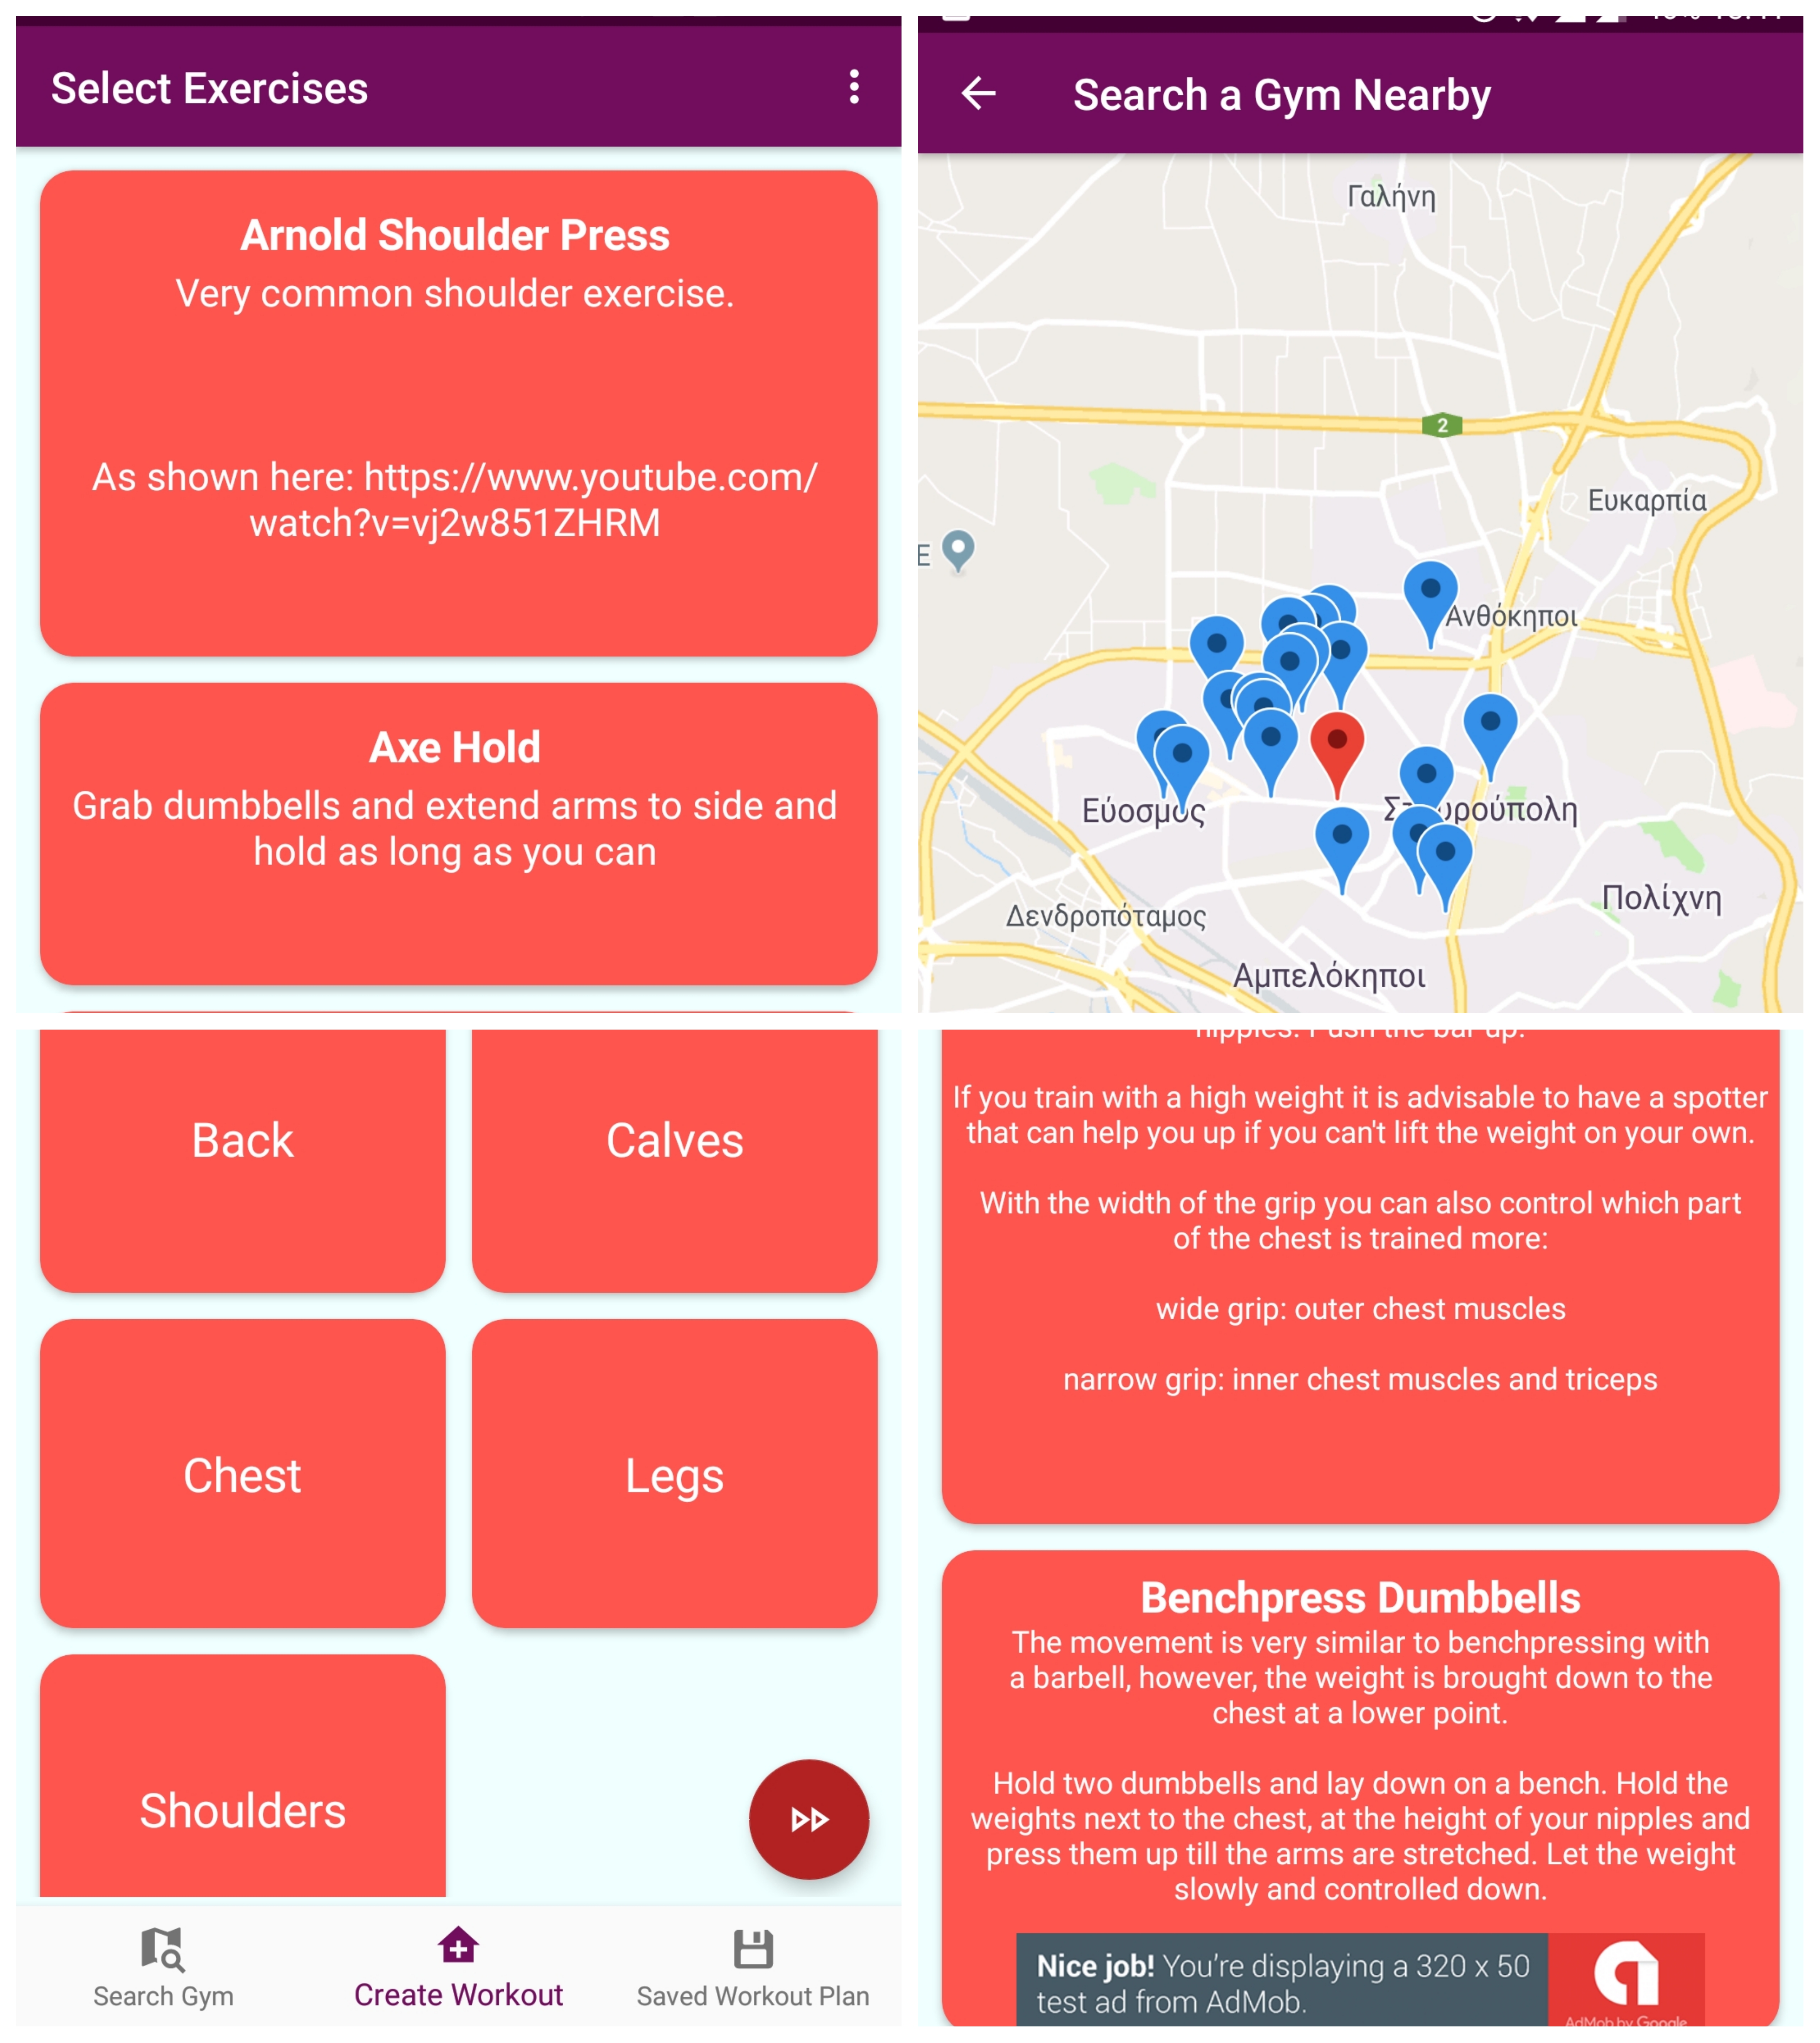 Select Exercises
Arnold Shoulder Press
Very common shoulder exercise.
As shown here: https://www.youtube.com/
watch?v=vj2w851ZHRM
Axe Hold
Grab dumbbells and extend arms to side and
hold as long as you can
Search a Gym Nearby
Γαλήνη
2
Ευκαρπία
E
Ανθόκηποι
Εύοσμος
Σταυρούπολη
Πολίχνη
Δενδροπόταμος
Αμπελόκηποι
Back
Calves
Chest
Legs
Shoulders
Search Gym
Create Workout
Saved Workout Plan
nipples. Push the bar up.
If you train with a high weight it is advisable to have a spotter
that can help you up if you can't lift the weight on your own.
With the width of the grip you can also control which part
of the chest is trained more:
wide grip: outer chest muscles
narrow grip: inner chest muscles and triceps
Benchpress Dumbbells
The movement is very similar to benchpressing with
a barbell, however, the weight is brought down to the
chest at a lower point.
Hold two dumbbells and lay down on a bench. Hold the
weights next to the chest, at the height of your nipples and
press them up till the arms are stretched. Let the weight
slowly and controlled down.
Nice job! You're displaying a 320 x 50
test ad from AdMob.
AdMob by Google